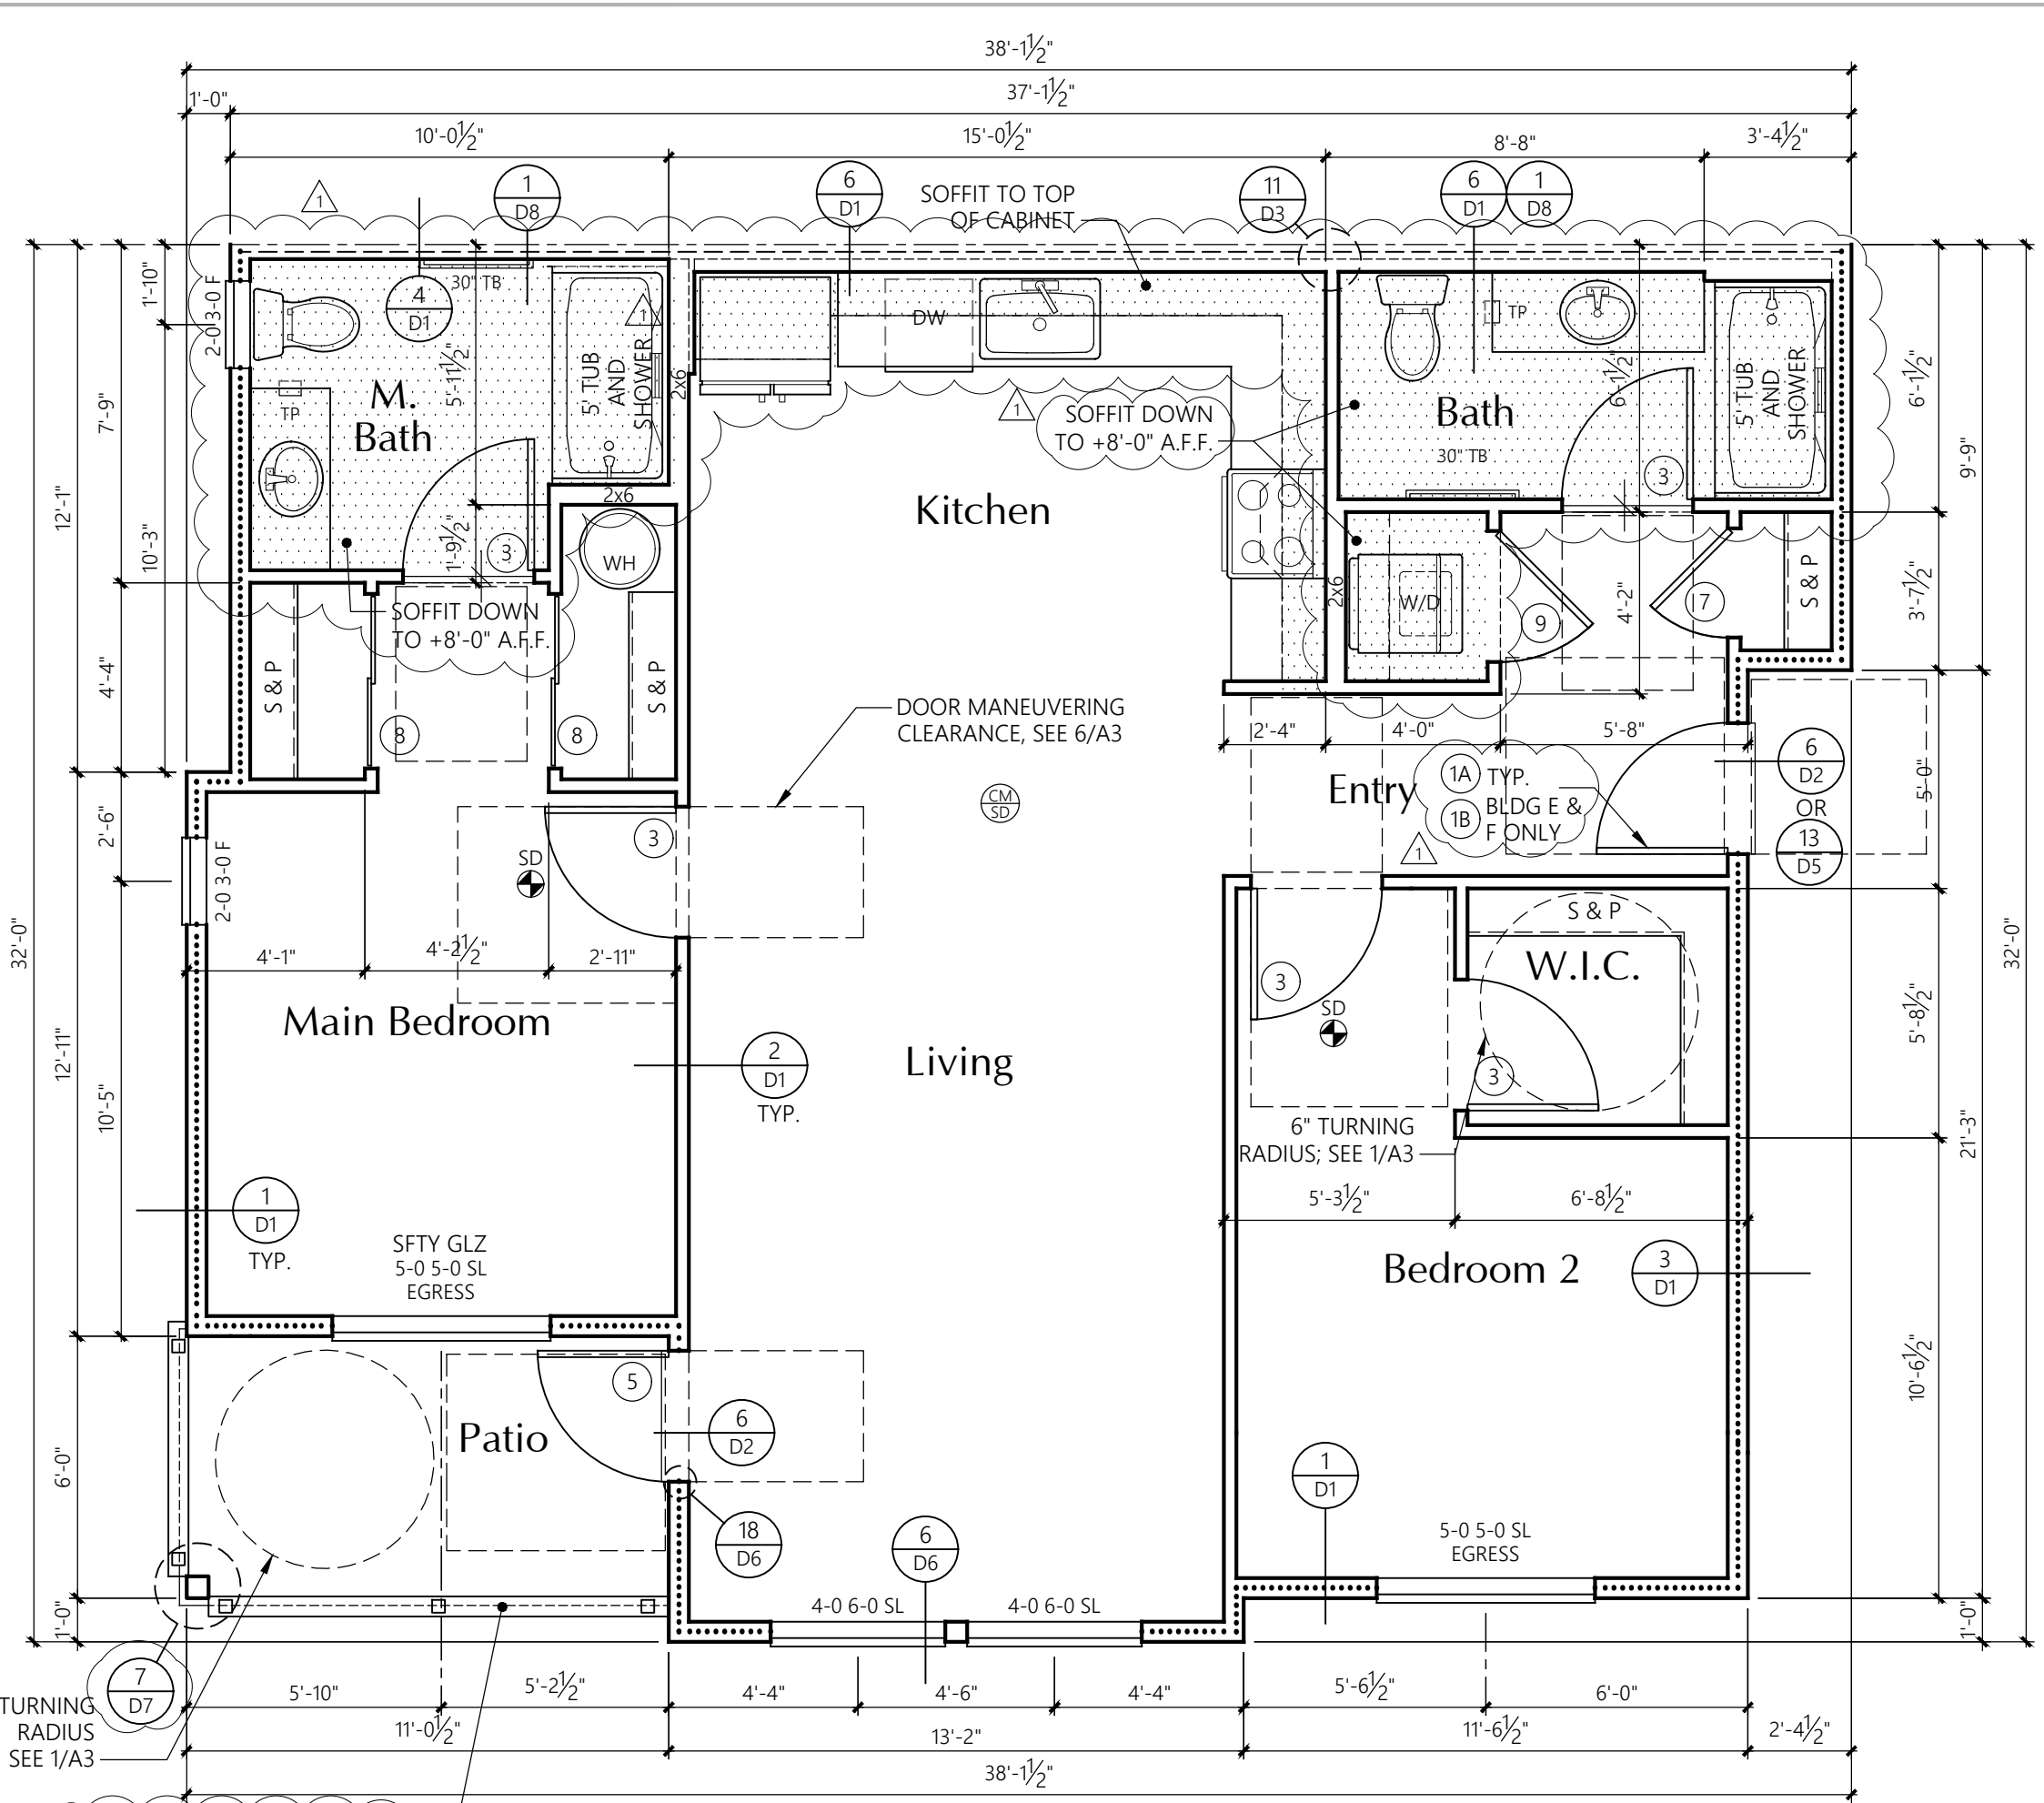 38'-1½"
1'-0"
37'-1½"
10'-0½"
15'-0½"
8'-8"
3'-4½"
1
1
D8
6
D1
SOFFIT TO TOP
OF CABINET
11
D3
6
D1
1
D8
1'-10"
2-0 3-0 F
30" TB
4
D1
1
5' TUB
AND
SHOWER
DW
TP
5'-11½"
6'-1½"
5' TUB
AND
SHOWER
6'-1½"
7'-9"
TP
M.
Bath
2x6
1
SOFFIT DOWN
TO +8'-0" A.F.F.
Bath
30" TB
3
9'-9"
12'-1"
10'-3"
2x6
Kitchen
1'-9½"
3
WH
2x6
W/D
9
4'-2"
7
S & P
3'-7½"
SOFFIT DOWN
TO +8'-0" A.F.F.
4'-4"
S & P
8
8
S & P
DOOR MANEUVERING
CLEARANCE, SEE 6/A3
2'-4"
4'-0"
5'-8"
6
D2
OR
13
D5
5'-0"
CM
SD
Entry
1A TYP.
1B BLDG E &
F ONLY
1
2'-6"
2-0 3-0 F
3
SD
32'-0"
4'-1"
4'-2½"
2'-11"
S & P
W.I.C.
32'-0"
3
SD
Main Bedroom
5'-8½"
12'-11"
10'-5"
2
D1
TYP.
Living
3
6" TURNING
RADIUS; SEE 1/A3
21'-3"
1
D1
TYP.
5'-3½"
6'-8½"
SFTY GLZ
5-0 5-0 SL
EGRESS
Bedroom 2
3
D1
5
10'-6½"
Patio
6
D2
6'-0"
1
D1
18
D6
6
D6
5-0 5-0 SL
EGRESS
4-0 6-0 SL
4-0 6-0 SL
1'-0"
1'-0"
7
D7
TURNING
RADIUS
SEE 1/A3
5'-10"
5'-2½"
4'-4"
4'-6"
4'-4"
5'-6½"
6'-0"
11'-0½"
13'-2"
11'-6½"
2'-4½"
38'-1½"